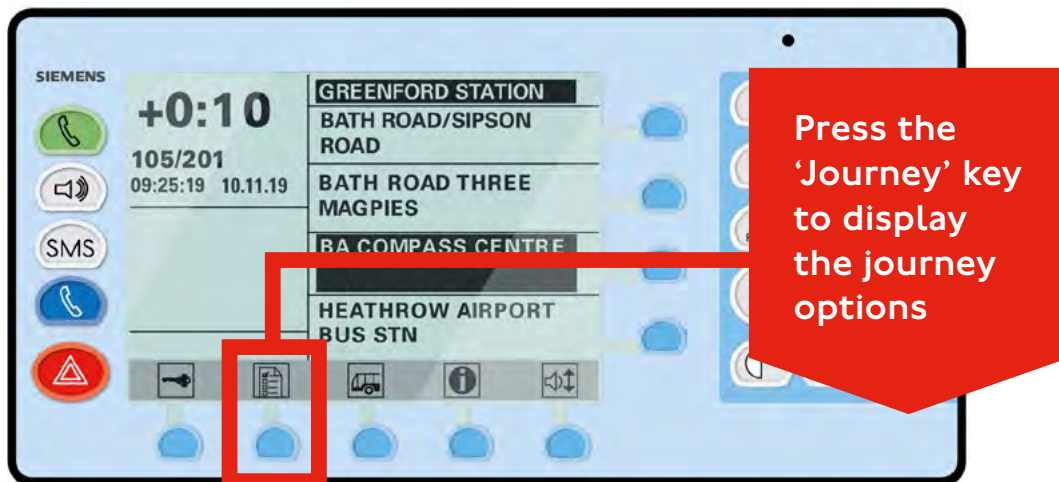 SIEMENS
+0:10
105/201
09:25:19 10.11.19
SMS
GREENFORD STATION
BATH ROAD/SIPSON
ROAD
BATH ROAD THREE
MAGPIES
BA COMPASS CENTRE
HEATHROW AIRPORT
BUS STN
Press the
‘Journey’ key
to display
the journey
options